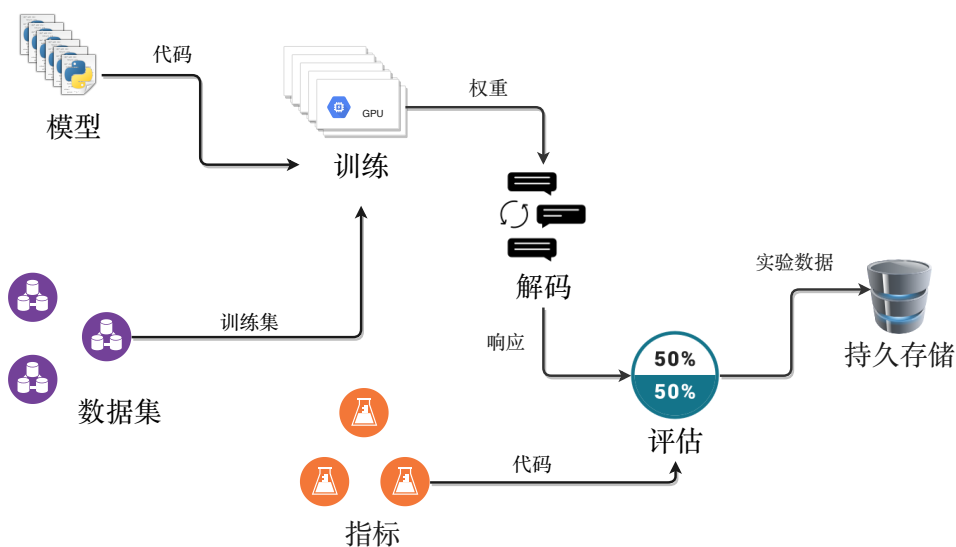 代码
模型
GPU
训练
权重
解码
实验数据
持久存储
训练集
数据集
响应
50%
50%
评估
代码
指标